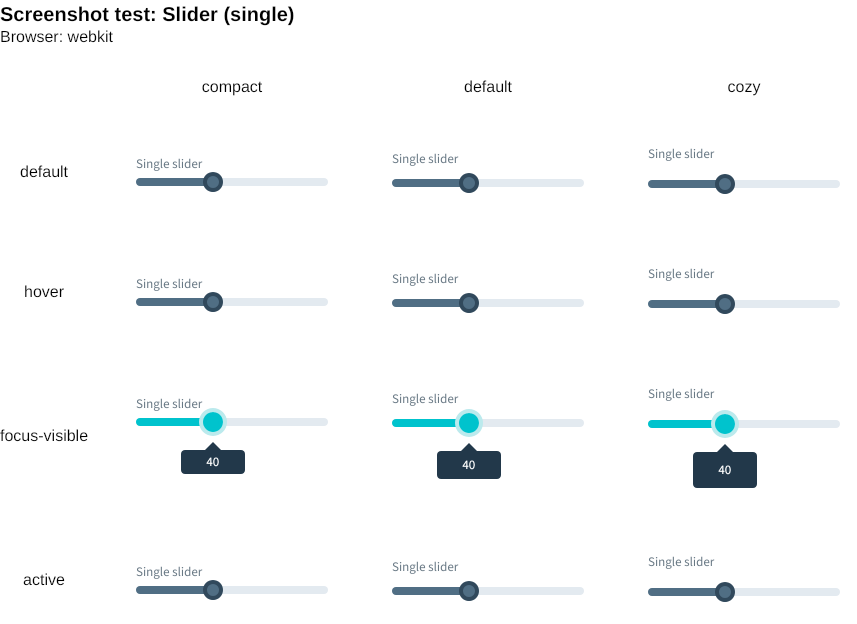 Screenshot test: Slider (single)
Browser: webkit
compact default cozy
default Single slider Single slider Single slider
hover Single slider Single slider Single slider
focus-visible Single slider Single slider Single slider
40 40 40
active Single slider Single slider Single slider